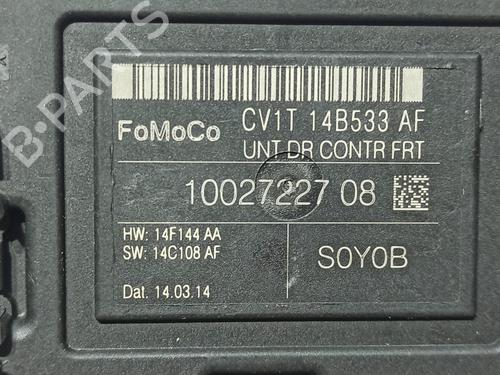 B-PARTS
FoMoCo
CV1T 14B533 AF
UNT DR CONTR FRT
10027227 08
HW: 14F144 AA
SW: 14C108 AF
S0Y0B
Dat. 14.03.14